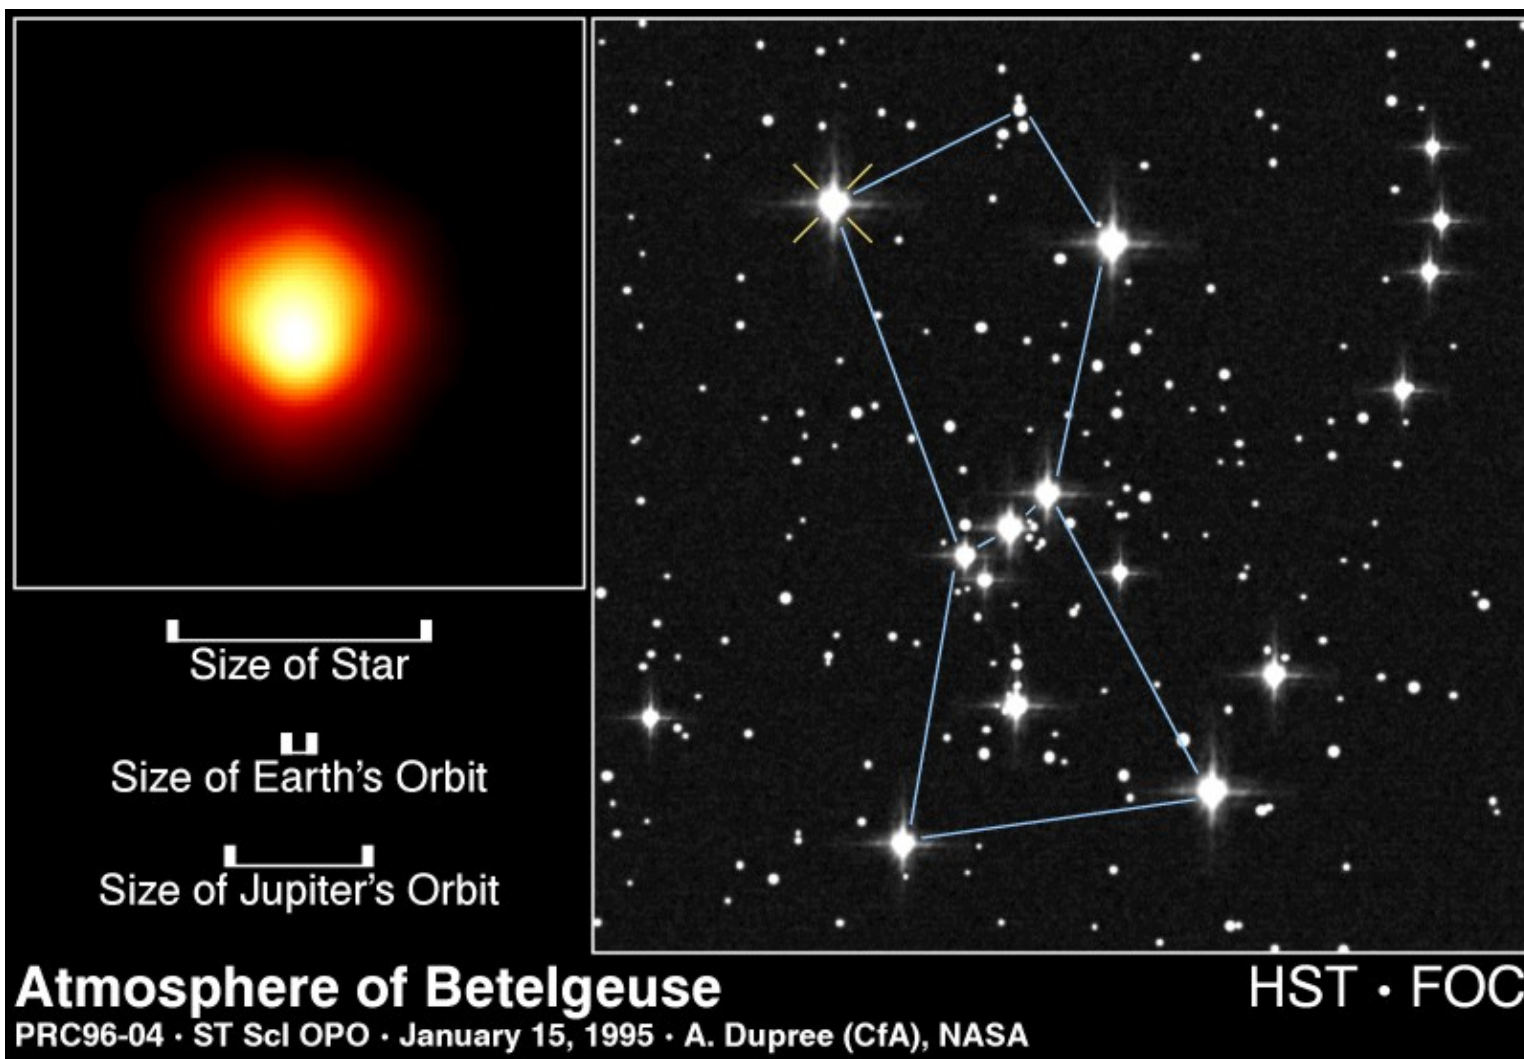 Size of Star
Size of Earth's Orbit
Size of Jupiter's Orbit
Atmosphere of Betelgeuse
HST · FOC
PRC96-04 · ST ScI OPO · January 15, 1995 · A. Dupree (CfA), NASA